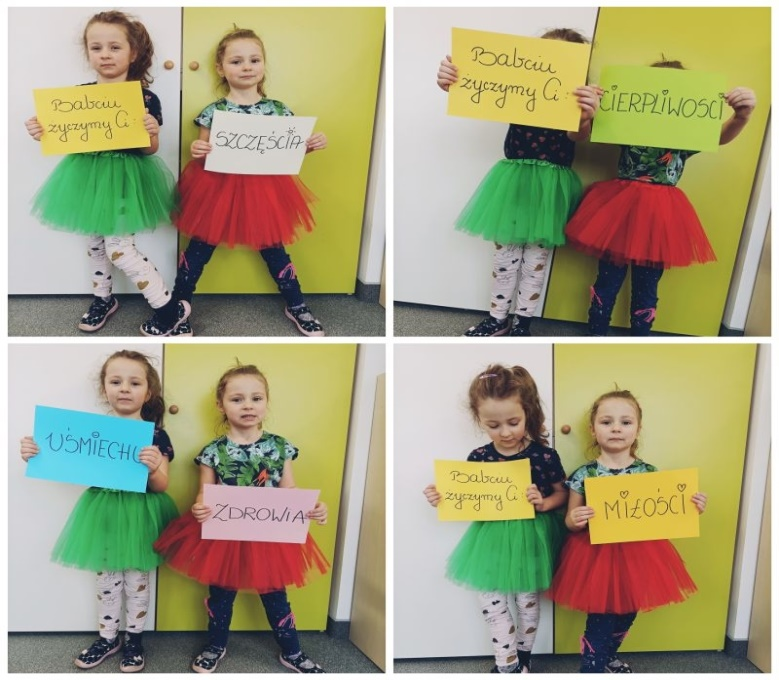 Babciu
życzymy Ci:
SZCZĘŚCIA
Babciu
życzymy Ci:
CIERPLIWOŚCI
UŚMIECHU
ZDROWIA
Babciu
życzymy Ci:
MIŁOŚCI